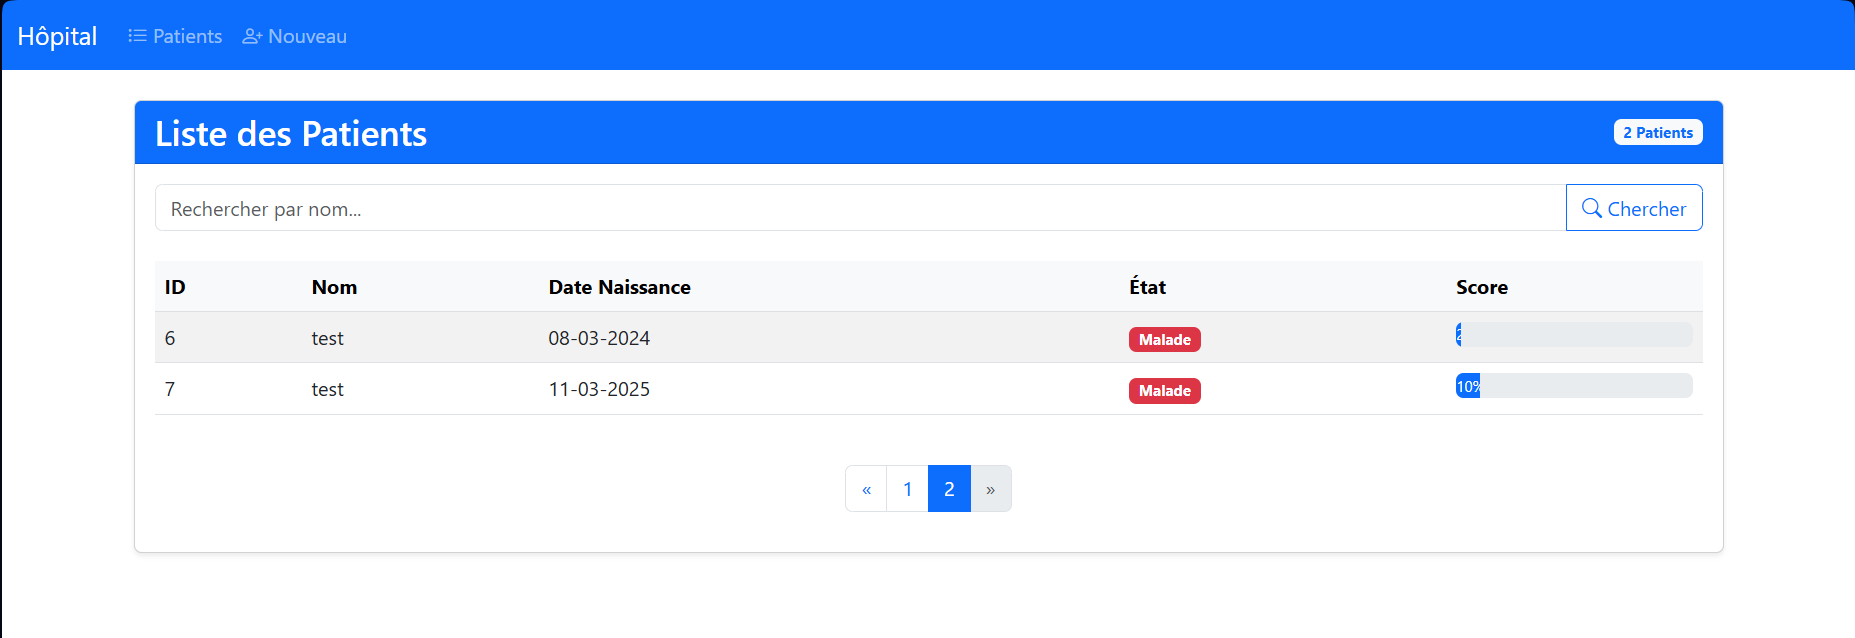 Hôpital Patients Nouveau
Liste des Patients 2 Patients
Rechercher par nom... Chercher
ID Nom Date Naissance État Score
6 test 08-03-2024 Malade
7 test 11-03-2025 Malade 10%
« 1 2 »